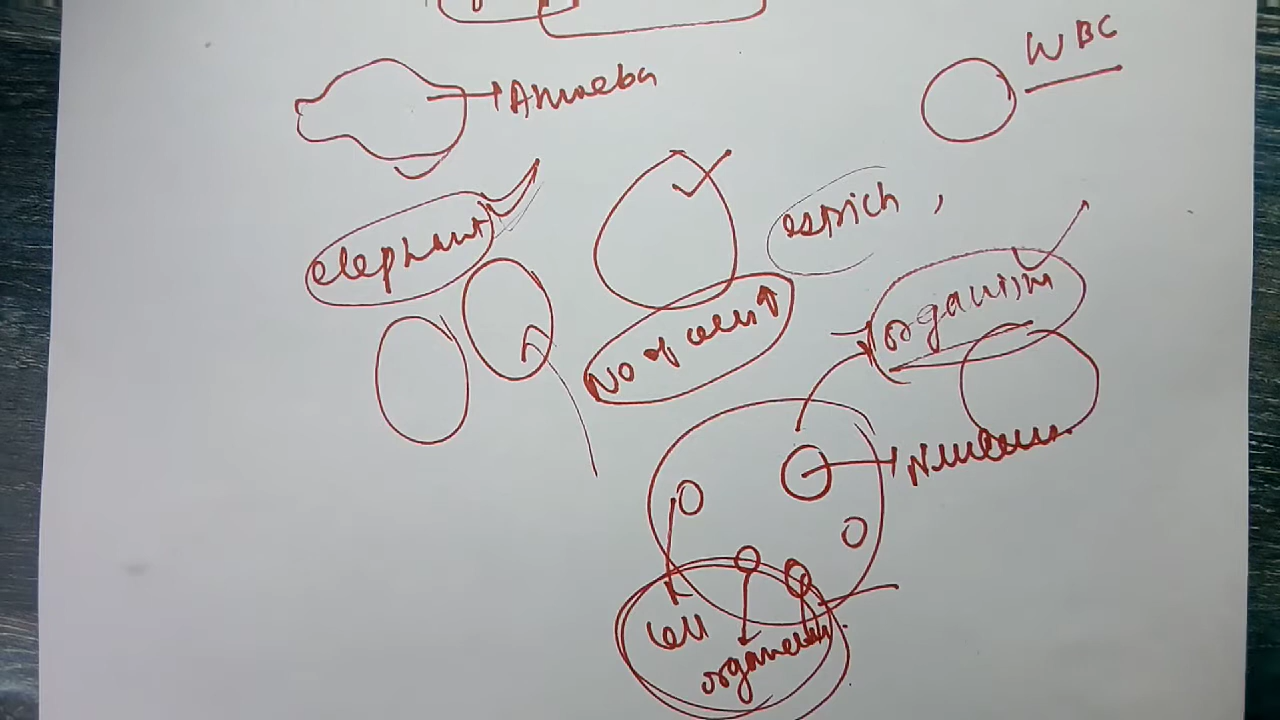 WBC
Amoeba
elephant
ostrich ,
No of cells ↑
organism
Nucleus
Cell
organelles